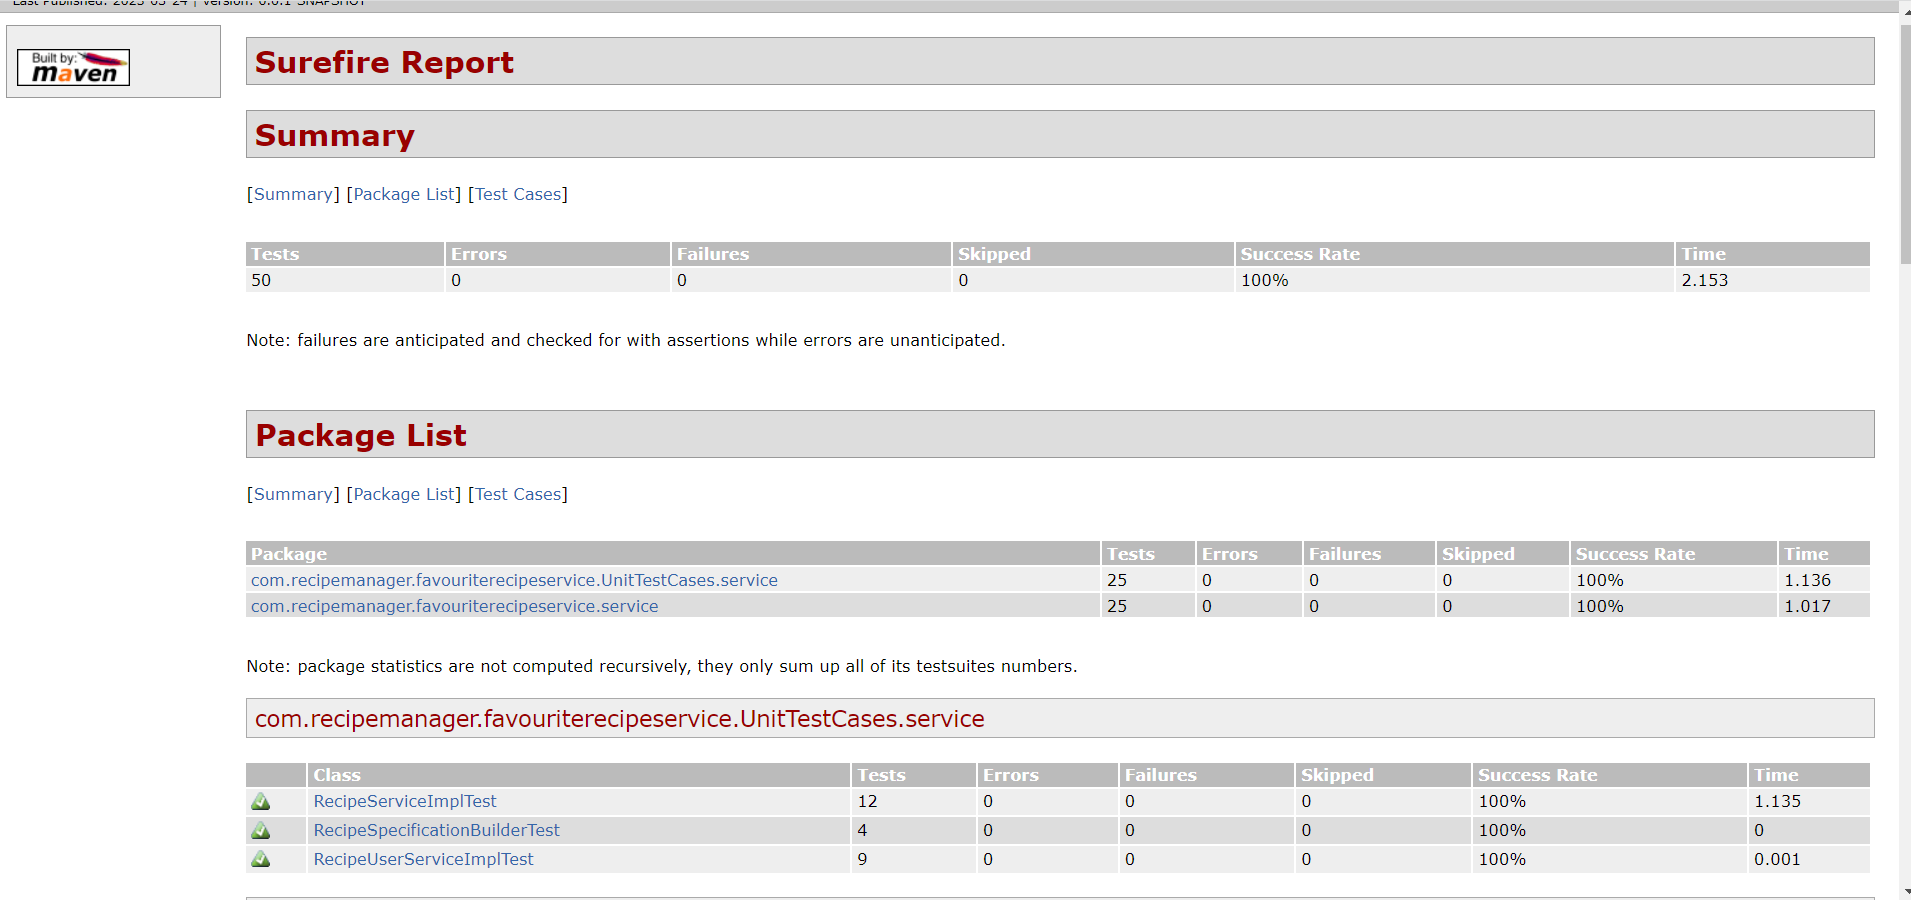 Last Published: 2023-03-24 | Version: 0.0.1-SNAPSHOT
Built by:
maven
Surefire Report
Summary
[Summary] [Package List] [Test Cases]
Tests Errors Failures Skipped Success Rate Time
50 0 0 0 100% 2.153
Note: failures are anticipated and checked for with assertions while errors are unanticipated.
Package List
[Summary] [Package List] [Test Cases]
Package Tests Errors Failures Skipped Success Rate Time
com.recipemanager.favouriterecipeservice.UnitTestCases.service 25 0 0 0 100% 1.136
com.recipemanager.favouriterecipeservice.service 25 0 0 0 100% 1.017
Note: package statistics are not computed recursively, they only sum up all of its testsuites numbers.
com.recipemanager.favouriterecipeservice.UnitTestCases.service
Class Tests Errors Failures Skipped Success Rate Time
RecipeServiceImplTest 12 0 0 0 100% 1.135
RecipeSpecificationBuilderTest 4 0 0 0 100% 0
RecipeUserServiceImplTest 9 0 0 0 100% 0.001